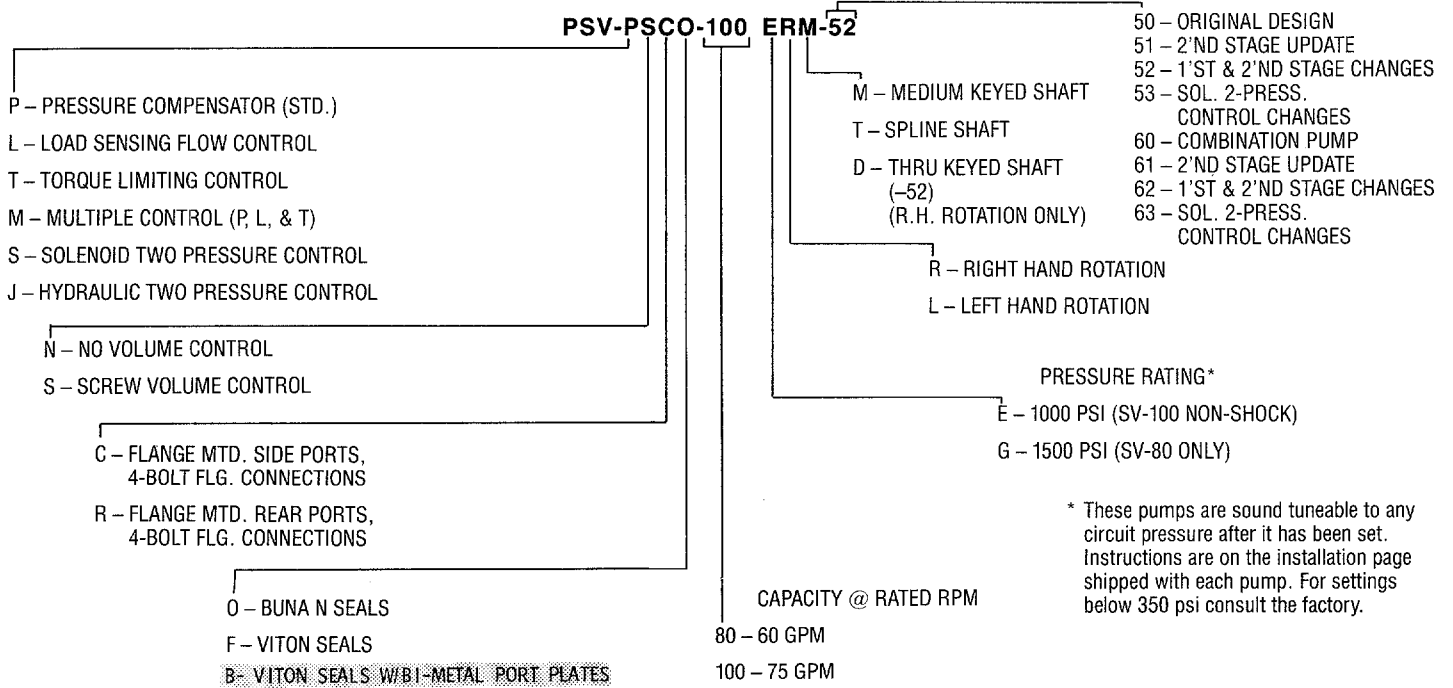 PSV-PSCO-100 ERM-52
P – PRESSURE COMPENSATOR (STD.)
L – LOAD SENSING FLOW CONTROL
T – TORQUE LIMITING CONTROL
M – MULTIPLE CONTROL (P, L, & T)
S – SOLENOID TWO PRESSURE CONTROL
J – HYDRAULIC TWO PRESSURE CONTROL
N – NO VOLUME CONTROL
S – SCREW VOLUME CONTROL
C – FLANGE MTD. SIDE PORTS,
4-BOLT FLG. CONNECTIONS
R – FLANGE MTD. REAR PORTS,
4-BOLT FLG. CONNECTIONS
O – BUNA N SEALS
F – VITON SEALS
B- VITON SEALS W/BI-METAL PORT PLATES
CAPACITY @ RATED RPM
80 – 60 GPM
100 – 75 GPM
M – MEDIUM KEYED SHAFT
T – SPLINE SHAFT
D – THRU KEYED SHAFT
(–52)
(R.H. ROTATION ONLY)
50 – ORIGINAL DESIGN
51 – 2'ND STAGE UPDATE
52 – 1'ST & 2'ND STAGE CHANGES
53 – SOL. 2-PRESS.
CONTROL CHANGES
60 – COMBINATION PUMP
61 – 2'ND STAGE UPDATE
62 – 1'ST & 2'ND STAGE CHANGES
63 – SOL. 2-PRESS.
CONTROL CHANGES
R – RIGHT HAND ROTATION
L – LEFT HAND ROTATION
PRESSURE RATING*
E – 1000 PSI (SV-100 NON-SHOCK)
G – 1500 PSI (SV-80 ONLY)
* These pumps are sound tuneable to any
circuit pressure after it has been set.
Instructions are on the installation page
shipped with each pump. For settings
below 350 psi consult the factory.